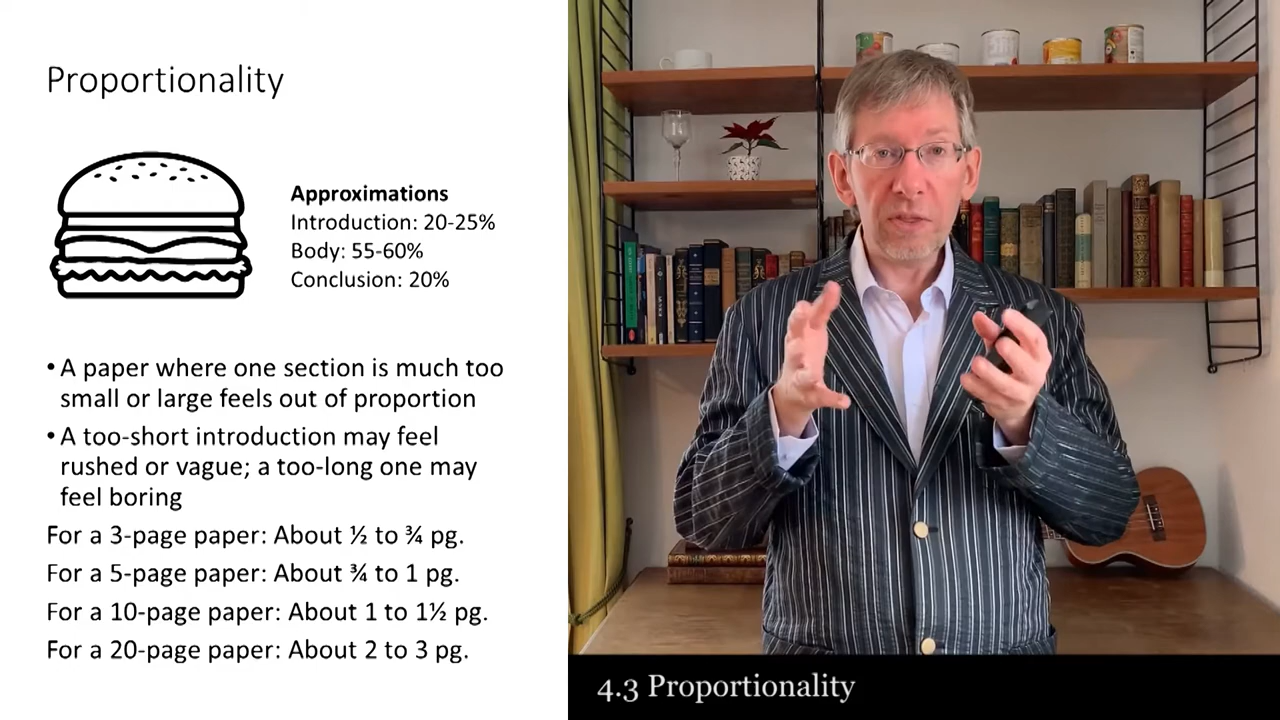 Proportionality
Approximations
Introduction: 20-25%
Body: 55-60%
Conclusion: 20%
• A paper where one section is much too
small or large feels out of proportion
• A too-short introduction may feel
rushed or vague; a too-long one may
feel boring
For a 3-page paper: About ½ to ¾ pg.
For a 5-page paper: About ¾ to 1 pg.
For a 10-page paper: About 1 to 1½ pg.
For a 20-page paper: About 2 to 3 pg.
4.3 Proportionality